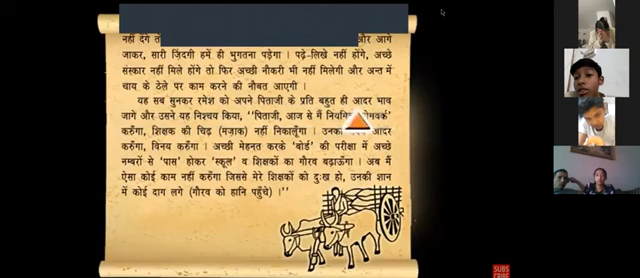 नहीं देंगे तो और आगे
जाकर, सारी ज़िंदगी हमें ही भुगतना पड़ेगा । पढ़े-लिखे नहीं होंगे, अच्छे
संस्कार नहीं मिले होंगे तो फिर अच्छी नौकरी भी नहीं मिलेगी और अन्त में
चाय के ठेले पर काम करने की नौबत आएगी ।
यह सब सुनकर रमेश को अपने पिताजी के प्रति बहुत ही आदर भाव
जागे और उसने यह निश्चय किया, "पिताजी, आज से मैं नियमित
करुँगा, शिक्षक की चिढ़ (मज़ाक) नहीं निकालूँगा । उनका आदर
करुँगा, विनय करुँगा । अच्छी मेहनत करके 'बोर्ड' की परीक्षा में अच्छे
नम्बरों से 'पास' होकर 'स्कूल' व शिक्षकों का गौरव बढ़ाऊँगा । अब मैं
ऐसा कोई काम नहीं करुँगा जिससे मेरे शिक्षकों को दुःख हो, उनकी शान
में कोई दाग लगे (गौरव को हानि पहुँचे) ।"
SUBSCRIBE